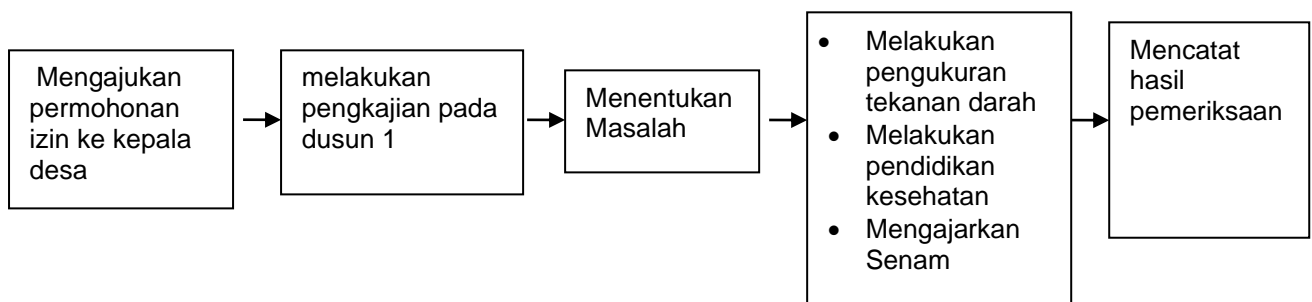 Mengajukan
permohonan
izin ke kepala
desa
melakukan
pengkajian pada
dusun 1
Menentukan
Masalah
• Melakukan
pengukuran
tekanan darah
• Melakukan
pendidikan
kesehatan
• Mengajarkan
Senam
Mencatat
hasil
pemeriksaan